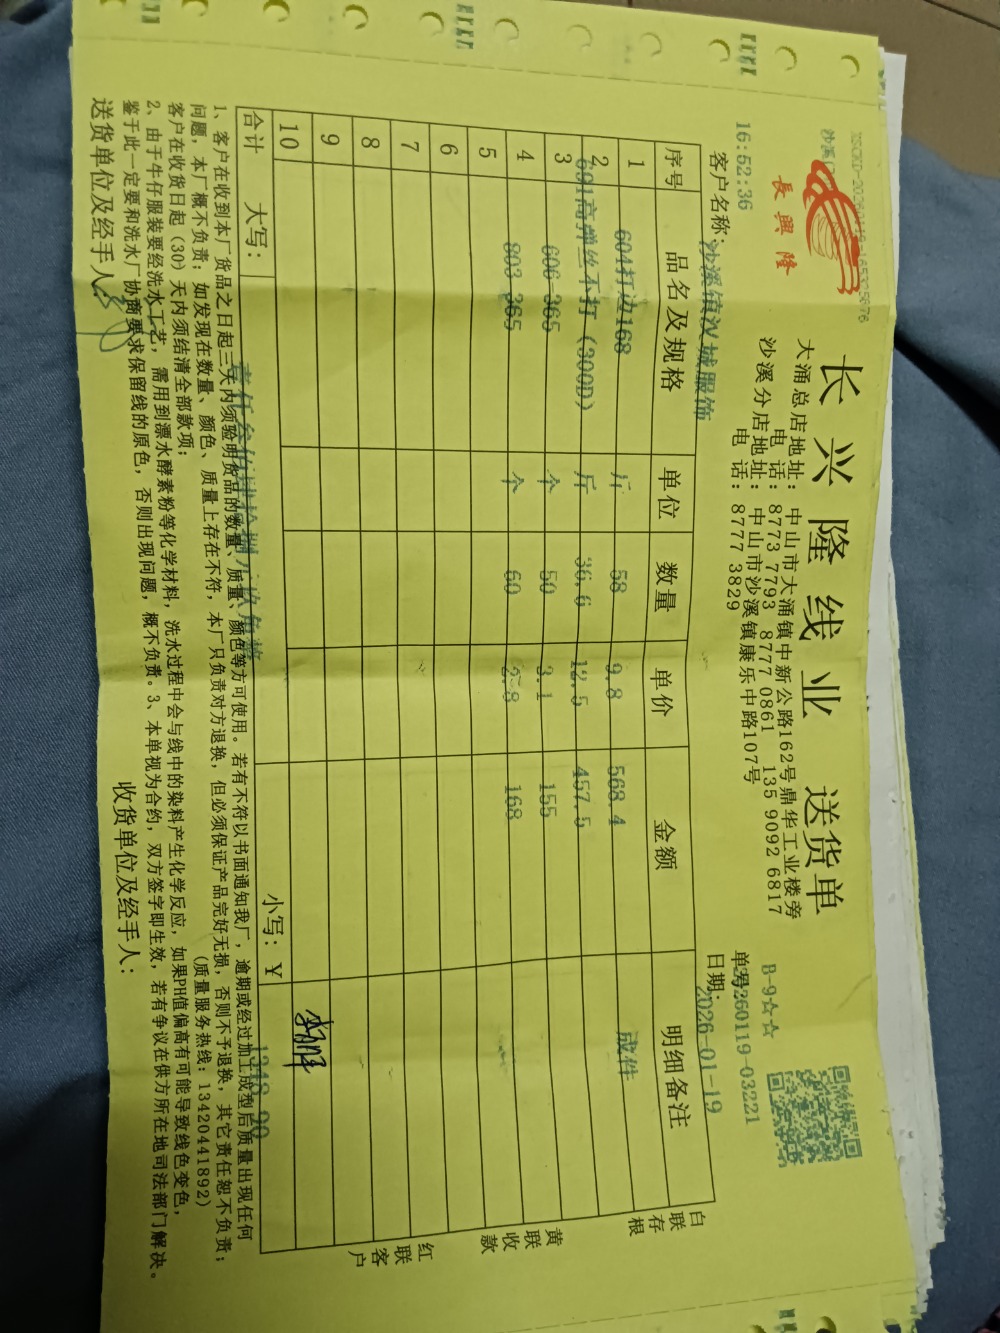 長興隆
长兴隆线业 送货单
B-9☆☆
大涌总店地址：中山市大涌镇中新公路162号鼎华工业楼旁
电 话：8773 7793 8777 0861 135 9092 6817
沙溪分店地址：中山市沙溪镇康乐中路107号
电 话：8777 3829
16:52:36
单号：20260119-03221
客户名称：沙溪镇汉城服饰 日期：2026-01-19
序号 品名及规格 单位 数量 单价 金额 明细备注
1 604打边168 斤 58 9.8 568.4 成件
2 691高弹丝不打（300D） 斤 36.6 12.5 457.5
3 606-365 个 50 3.1 155
4 803-365 个 60 2.8 168
5
6
7
8
9
10
合计 大写：壹仟叁佰肆拾捌元玖角整 小写：¥ 1348.90
白联存根
黄联收款
红联客户
1、客户在收到本厂货品之日起三天内须验明货品的数量、质量、颜色等方可使用。若有不符以书面通知我厂，逾期或经过加工成型后质量出现任何
问题，本厂概不负责；如发现在数量、颜色、质量上存在不符，本厂只负责对方退换，但必须保证产品完好无损，否则不予退换，其它责任恕不负责；
客户在收货日起（30）天内须结清全部款项； （质量服务热线：13420441892）
2、由于牛仔服装要经洗水工艺，需用到漂水酵素粉等化学材料，洗水过程中会与线中的染料产生化学反应，如果PH值偏高有可能导致线色变色，
鉴于此一定要和洗水厂协商要求保留线的原色，否则出现问题，概不负责。3、本单视为合约，双方签字即生效，若有争议在供方所在地司法部门解决。
送货单位及经手人： 收货单位及经手人：